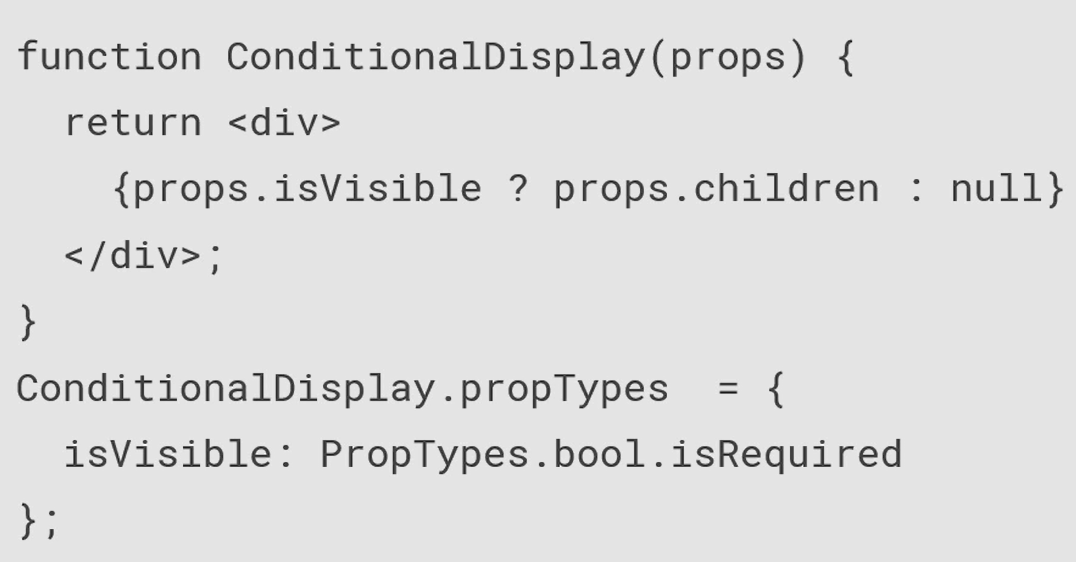 function ConditionalDisplay(props) {
  return <div>
    {props.isVisible ? props.children : null}
  </div>;
}
ConditionalDisplay.propTypes  = {
  isVisible: PropTypes.bool.isRequired
};